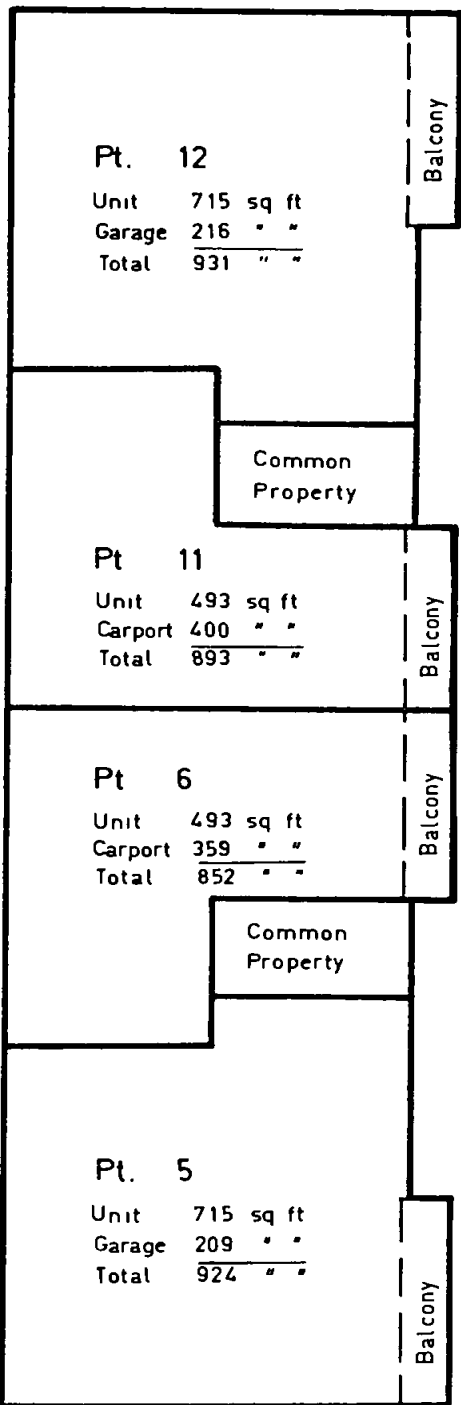 Pt. 12
Unit 715 sq ft
Garage 216 " "
Total 931 " "
Balcony
Common
Property
Pt 11
Unit 493 sq ft
Carport 400 " "
Total 893 " "
Balcony
Pt 6
Unit 493 sq ft
Carport 359 " "
Total 852 " "
Balcony
Common
Property
Pt. 5
Unit 715 sq ft
Garage 209 " "
Total 924 " "
Balcony